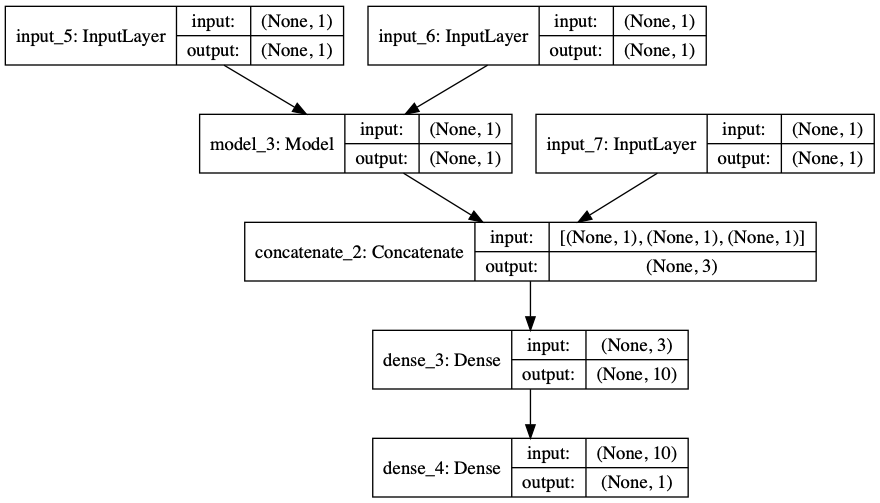 input_5: InputLayer
input: (None, 1)
output: (None, 1)
input_6: InputLayer
input: (None, 1)
output: (None, 1)
model_3: Model
input: (None, 1)
output: (None, 1)
input_7: InputLayer
input: (None, 1)
output: (None, 1)
concatenate_2: Concatenate
input: [(None, 1), (None, 1), (None, 1)]
output: (None, 3)
dense_3: Dense
input: (None, 3)
output: (None, 10)
dense_4: Dense
input: (None, 10)
output: (None, 1)